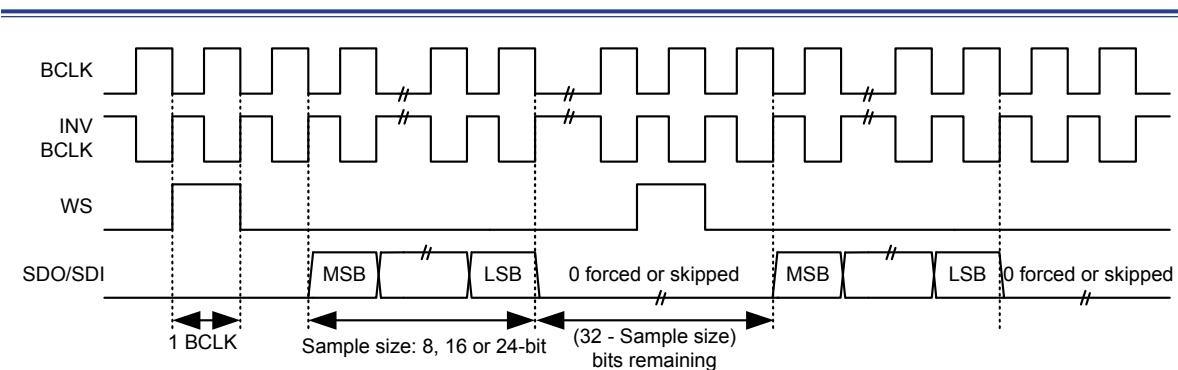 BCLK
INV
BCLK
WS
SDO/SDI
MSB
LSB
0 forced or skipped
MSB
LSB
0 forced or skipped
1 BCLK
Sample size: 8, 16 or 24-bit
(32 - Sample size)
bits remaining